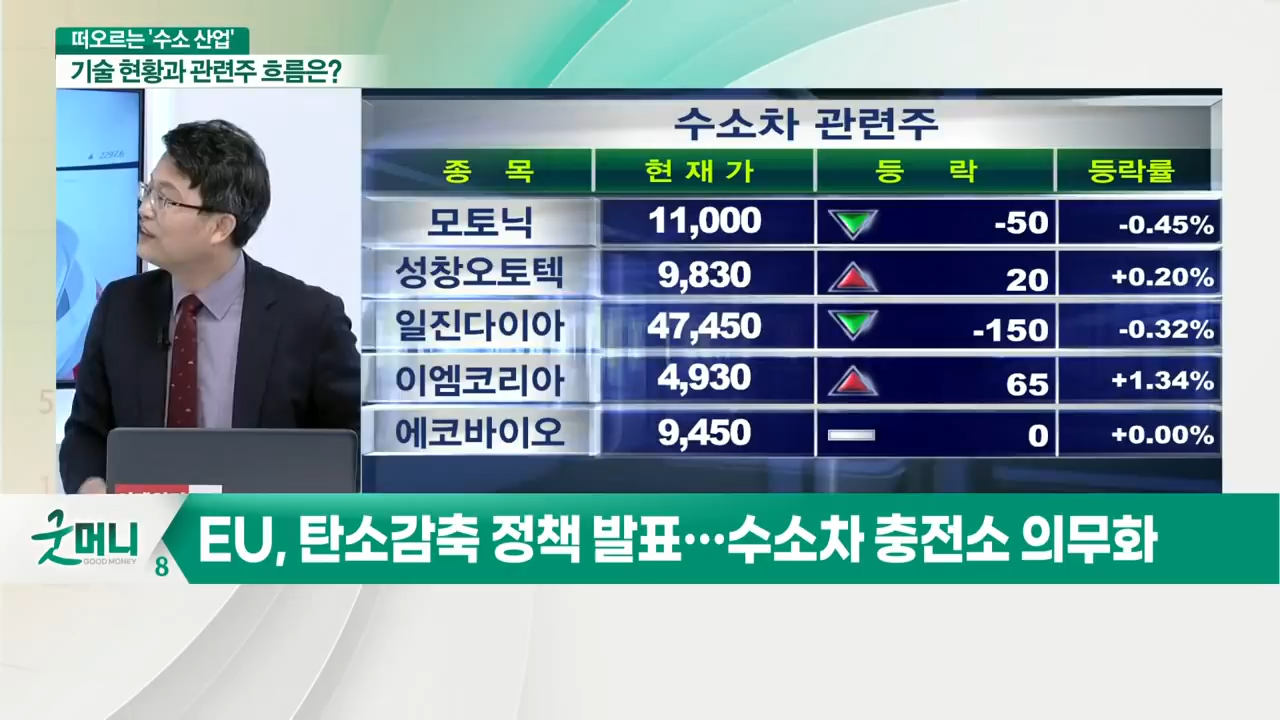 떠오르는 '수소 산업'
기술 현황과 관련주 흐름은?
▲ 2297.6
수소차 관련주
종 목 현 재 가 등 락 등락률
모토닉 11,000 -50 -0.45%
성창오토텍 9,830 20 +0.20%
일진다이아 47,450 -150 -0.32%
이엠코리아 4,930 65 +1.34%
에코바이오 9,450 0 +0.00%
5
1
굿머니
GOOD MONEY
8
EU, 탄소감축 정책 발표…수소차 충전소 의무화